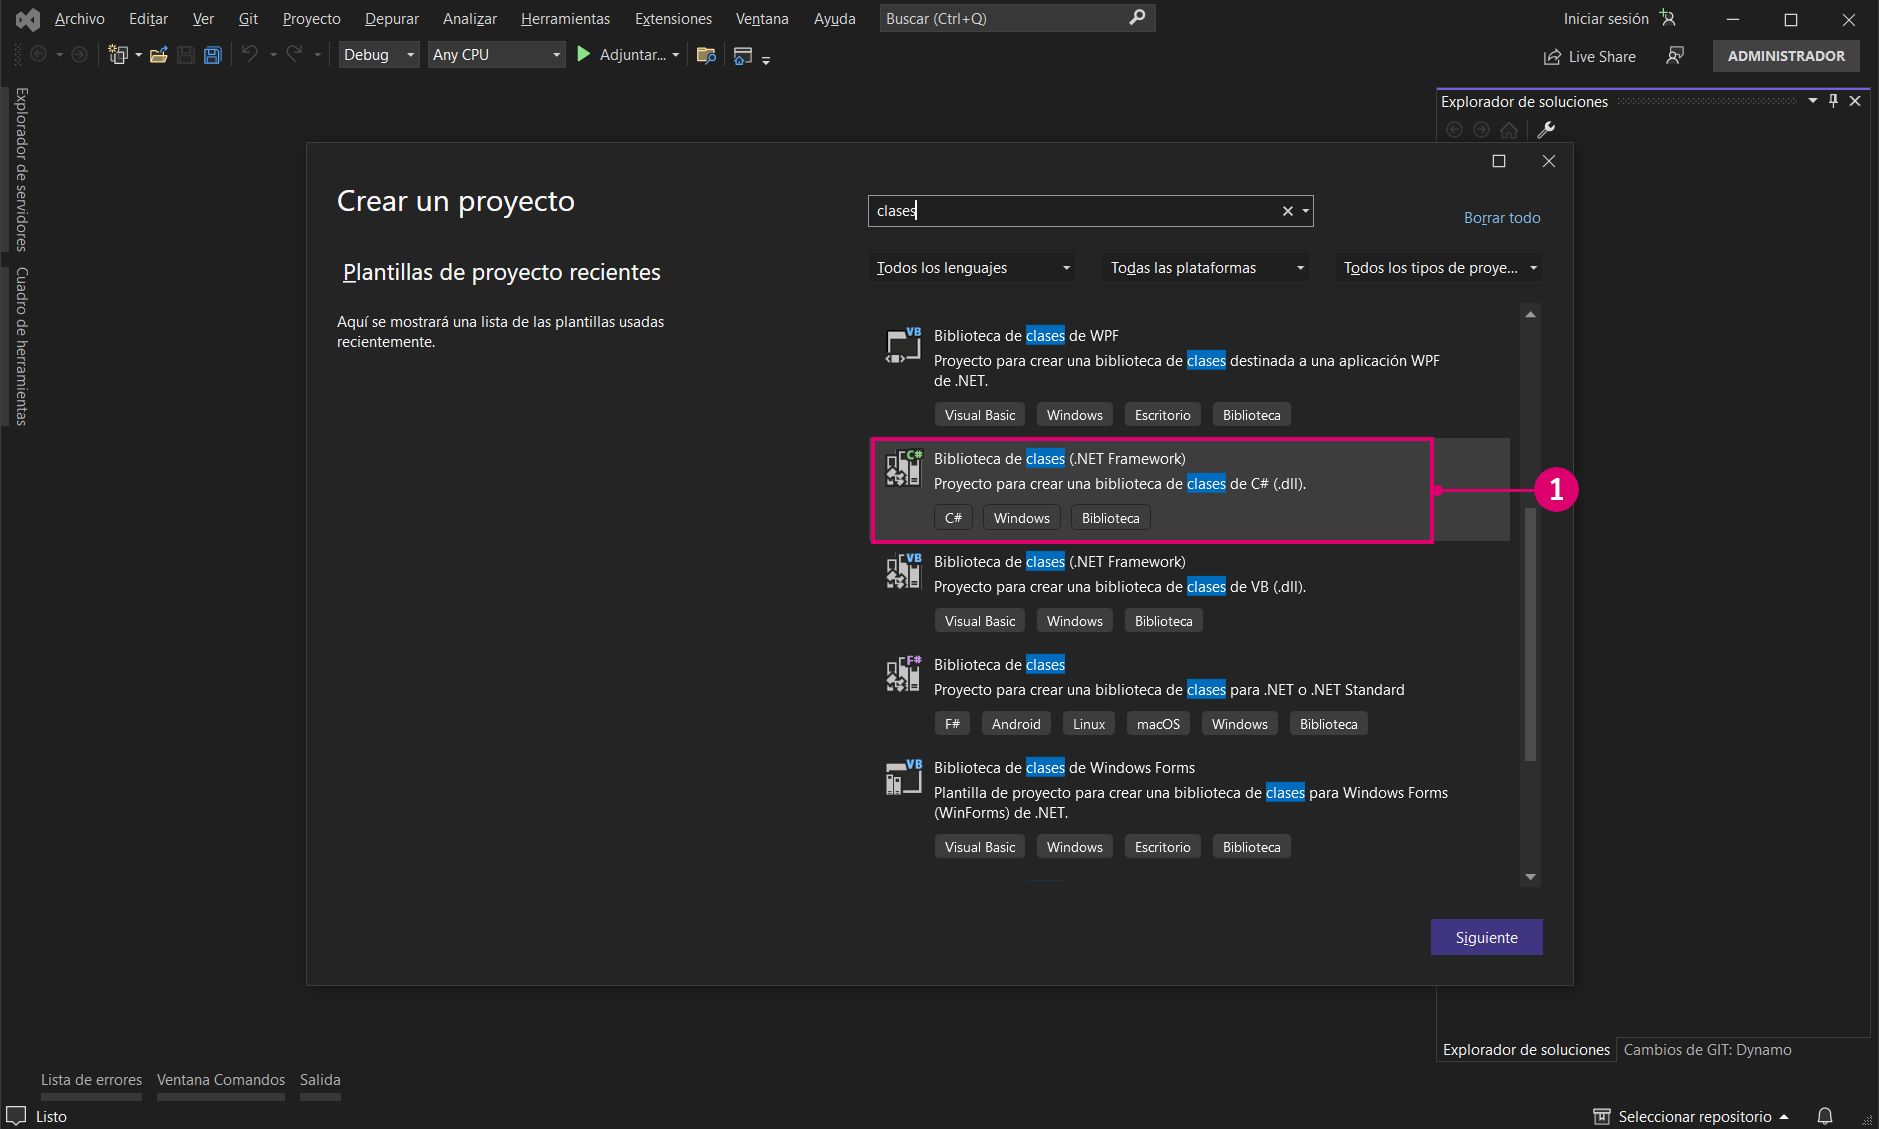 Archivo Editar Ver Git Proyecto Depurar Analizar Herramientas Extensiones Ventana Ayuda Buscar (Ctrl+Q) Iniciar sesión
Debug Any CPU Adjuntar... Live Share ADMINISTRADOR
Explorador de servidores
Cuadro de herramientas
Explorador de soluciones
Crear un proyecto
Plantillas de proyecto recientes
Aquí se mostrará una lista de las plantillas usadas
recientemente.
clases
Borrar todo
Todos los lenguajes Todas las plataformas Todos los tipos de proye...
VB
Biblioteca de clases de WPF
Proyecto para crear una biblioteca de clases destinada a una aplicación WPF
de .NET.
Visual Basic Windows Escritorio Biblioteca
C#
Biblioteca de clases (.NET Framework)
Proyecto para crear una biblioteca de clases de C# (.dll).
C# Windows Biblioteca
1
VB
Biblioteca de clases (.NET Framework)
Proyecto para crear una biblioteca de clases de VB (.dll).
Visual Basic Windows Biblioteca
F#
Biblioteca de clases
Proyecto para crear una biblioteca de clases para .NET o .NET Standard
F# Android Linux macOS Windows Biblioteca
VB
Biblioteca de clases de Windows Forms
Plantilla de proyecto para crear una biblioteca de clases para Windows Forms
(WinForms) de .NET.
Visual Basic Windows Escritorio Biblioteca
Siguiente
Explorador de soluciones Cambios de GIT: Dynamo
Lista de errores Ventana Comandos Salida
Listo Seleccionar repositorio